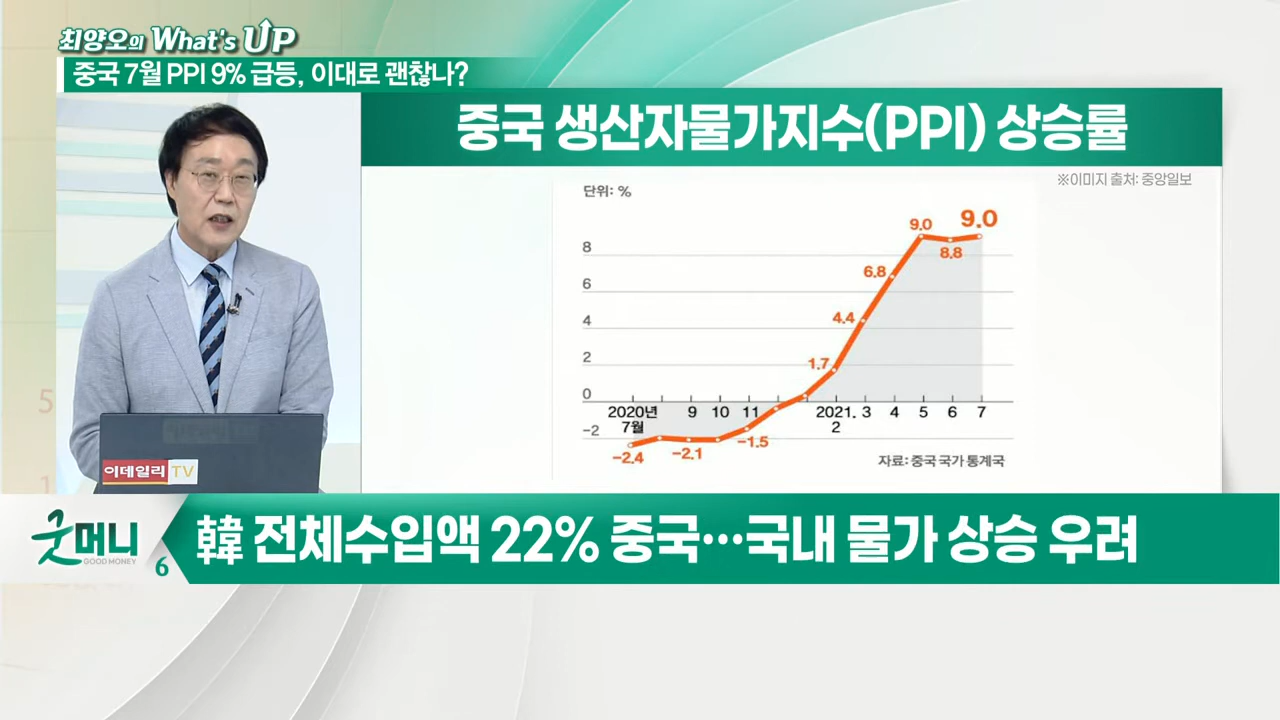 최양오의 What's UP
중국 7월 PPI 9% 급등, 이대로 괜찮나?
중국 생산자물가지수(PPI) 상승률
※이미지 출처: 중앙일보
단위: %
9.0
9.0
8.8
8
6.8
6
4.4
4
1.7
2
0
2020년 7월 9 10 11 2021. 2 3 4 5 6 7
-2
-1.5
-2.4
-2.1
자료: 중국 국가 통계국
이데일리 TV
굿머니
GOOD MONEY
6
韓 전체수입액 22% 중국…국내 물가 상승 우려
5
1